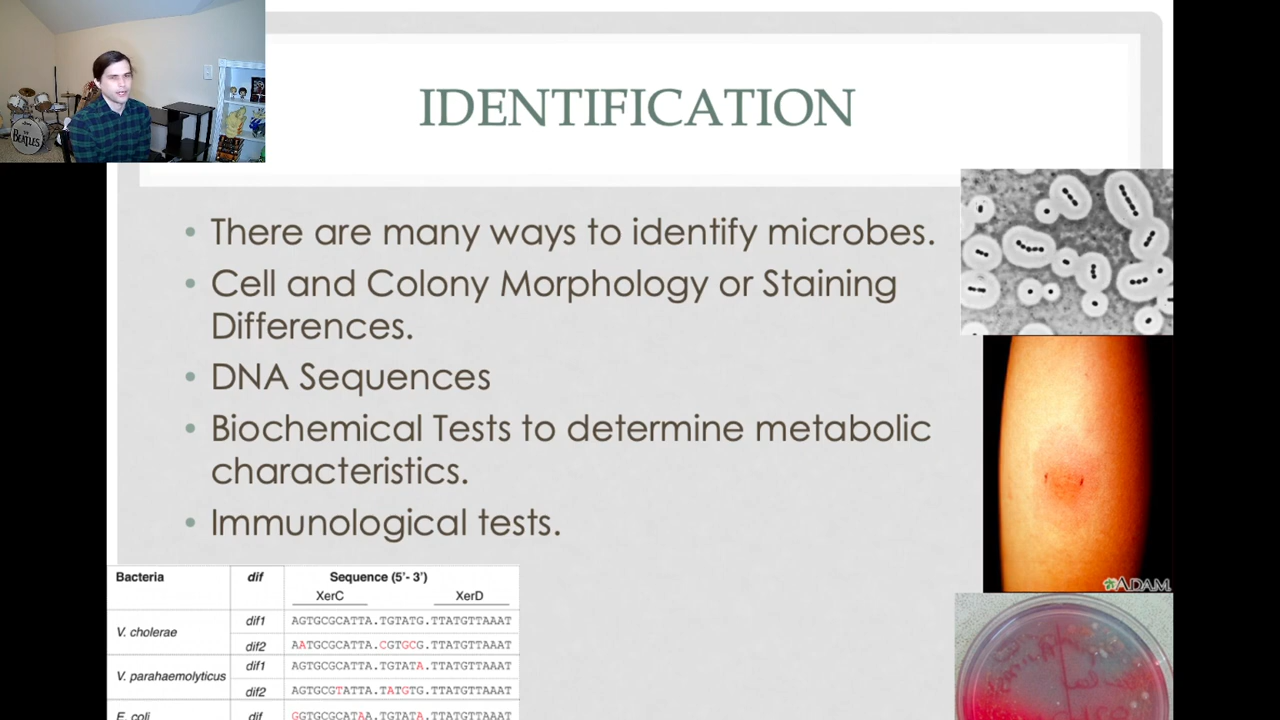 IDENTIFICATION
• There are many ways to identify microbes.
• Cell and Colony Morphology or Staining
Differences.
• DNA Sequences
• Biochemical Tests to determine metabolic
characteristics.
• Immunological tests.
Bacteria dif Sequence (5'- 3')
XerC XerD
V. cholerae
dif1 AGTGCGCATTA.TGTATG.TTATGTTAAAT
dif2 AATGCGCATTA.CGTGCG.TTATGTTAAAT
V. parahaemolyticus
dif1 AGTGCGCATTA.TGTATA.TTATGTTAAAT
dif2 AGTGCGTATTA.TATGTG.TTATGTTAAAT
E. coli dif GGTGCGCATAA.TGTATA.TTATGTTAAAT
THE BEATLES
ADAM